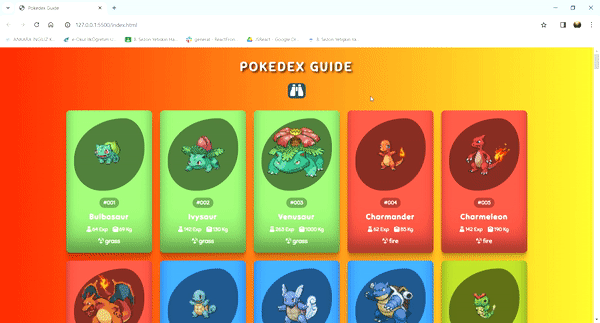 Pokedex Guide
127.0.0.1:5500/index.html
POKEDEX GUIDE
#001
#002
#003
#004
#005
Bulbasaur
Ivysaur
Venusaur
Charmander
Charmeleon
64 Exp 69 Kg
142 Exp 130 Kg
263 Exp 1000 Kg
62 Exp 85 Kg
142 Exp 190 Kg
grass
grass
grass
fire
fire